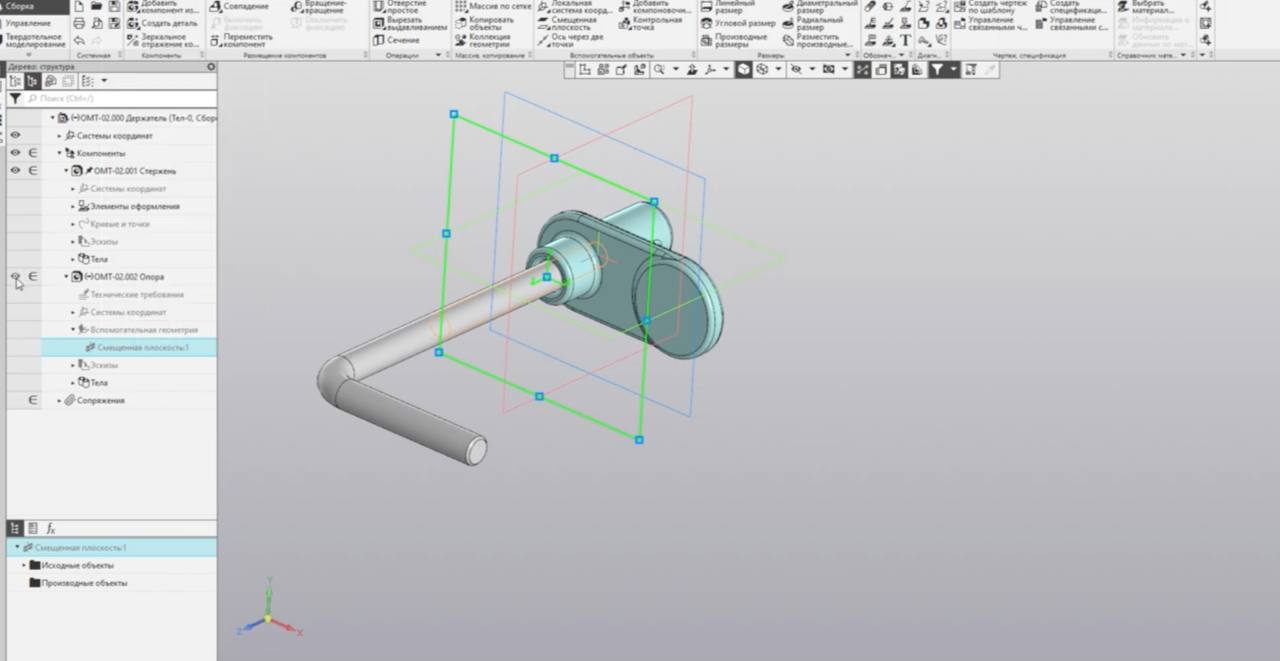 Сборка
Управление
Твердотельное моделирование
Добавить компонент из...
Создать деталь
Зеркальное отражение ко...
Совпадение
Переместить компонент
Вращение-
Отверстие простое
Вырезать выдавливанием
Сечение
Массив по сетке
Копировать объекты
Коллекция геометрии
Локальная система коорд...
Смещенная плоскость
Ось через две точки
Добавить компоновочн...
Контрольная точка
Линейный размер
Угловой размер
Производные размеры
Диаметральный размер
Радиальный размер
Разместить производные...
Создать чертеж по шаблону
Управление связанными ч...
Создать спецификаци...
Управление связанными с...
Выбрать материал...
Системная
Компоненты
Размещение компонентов
Операции
Массив, копирование
Вспомогательные объекты
Размеры
Обознач...
Диагн...
Чертеж, спецификация
Справочник мате...
Дерево: структура
Поиск (Ctrl+/)
(-)ОМТ-02.000 Держатель (Тел-0, Сбор
Системы координат
Компоненты
ОМТ-02.001 Стержень
Системы координат
Элементы оформления
Кривые и точки
Эскизы
Тела
(-)ОМТ-02.002 Опора
Технические требования
Системы координат
Вспомогательная геометрия
Смещенная плоскость:1
Эскизы
Тела
Сопряжения
fx
Смещенная плоскость:1
Исходные объекты
Производные объекты
Y
Z
X